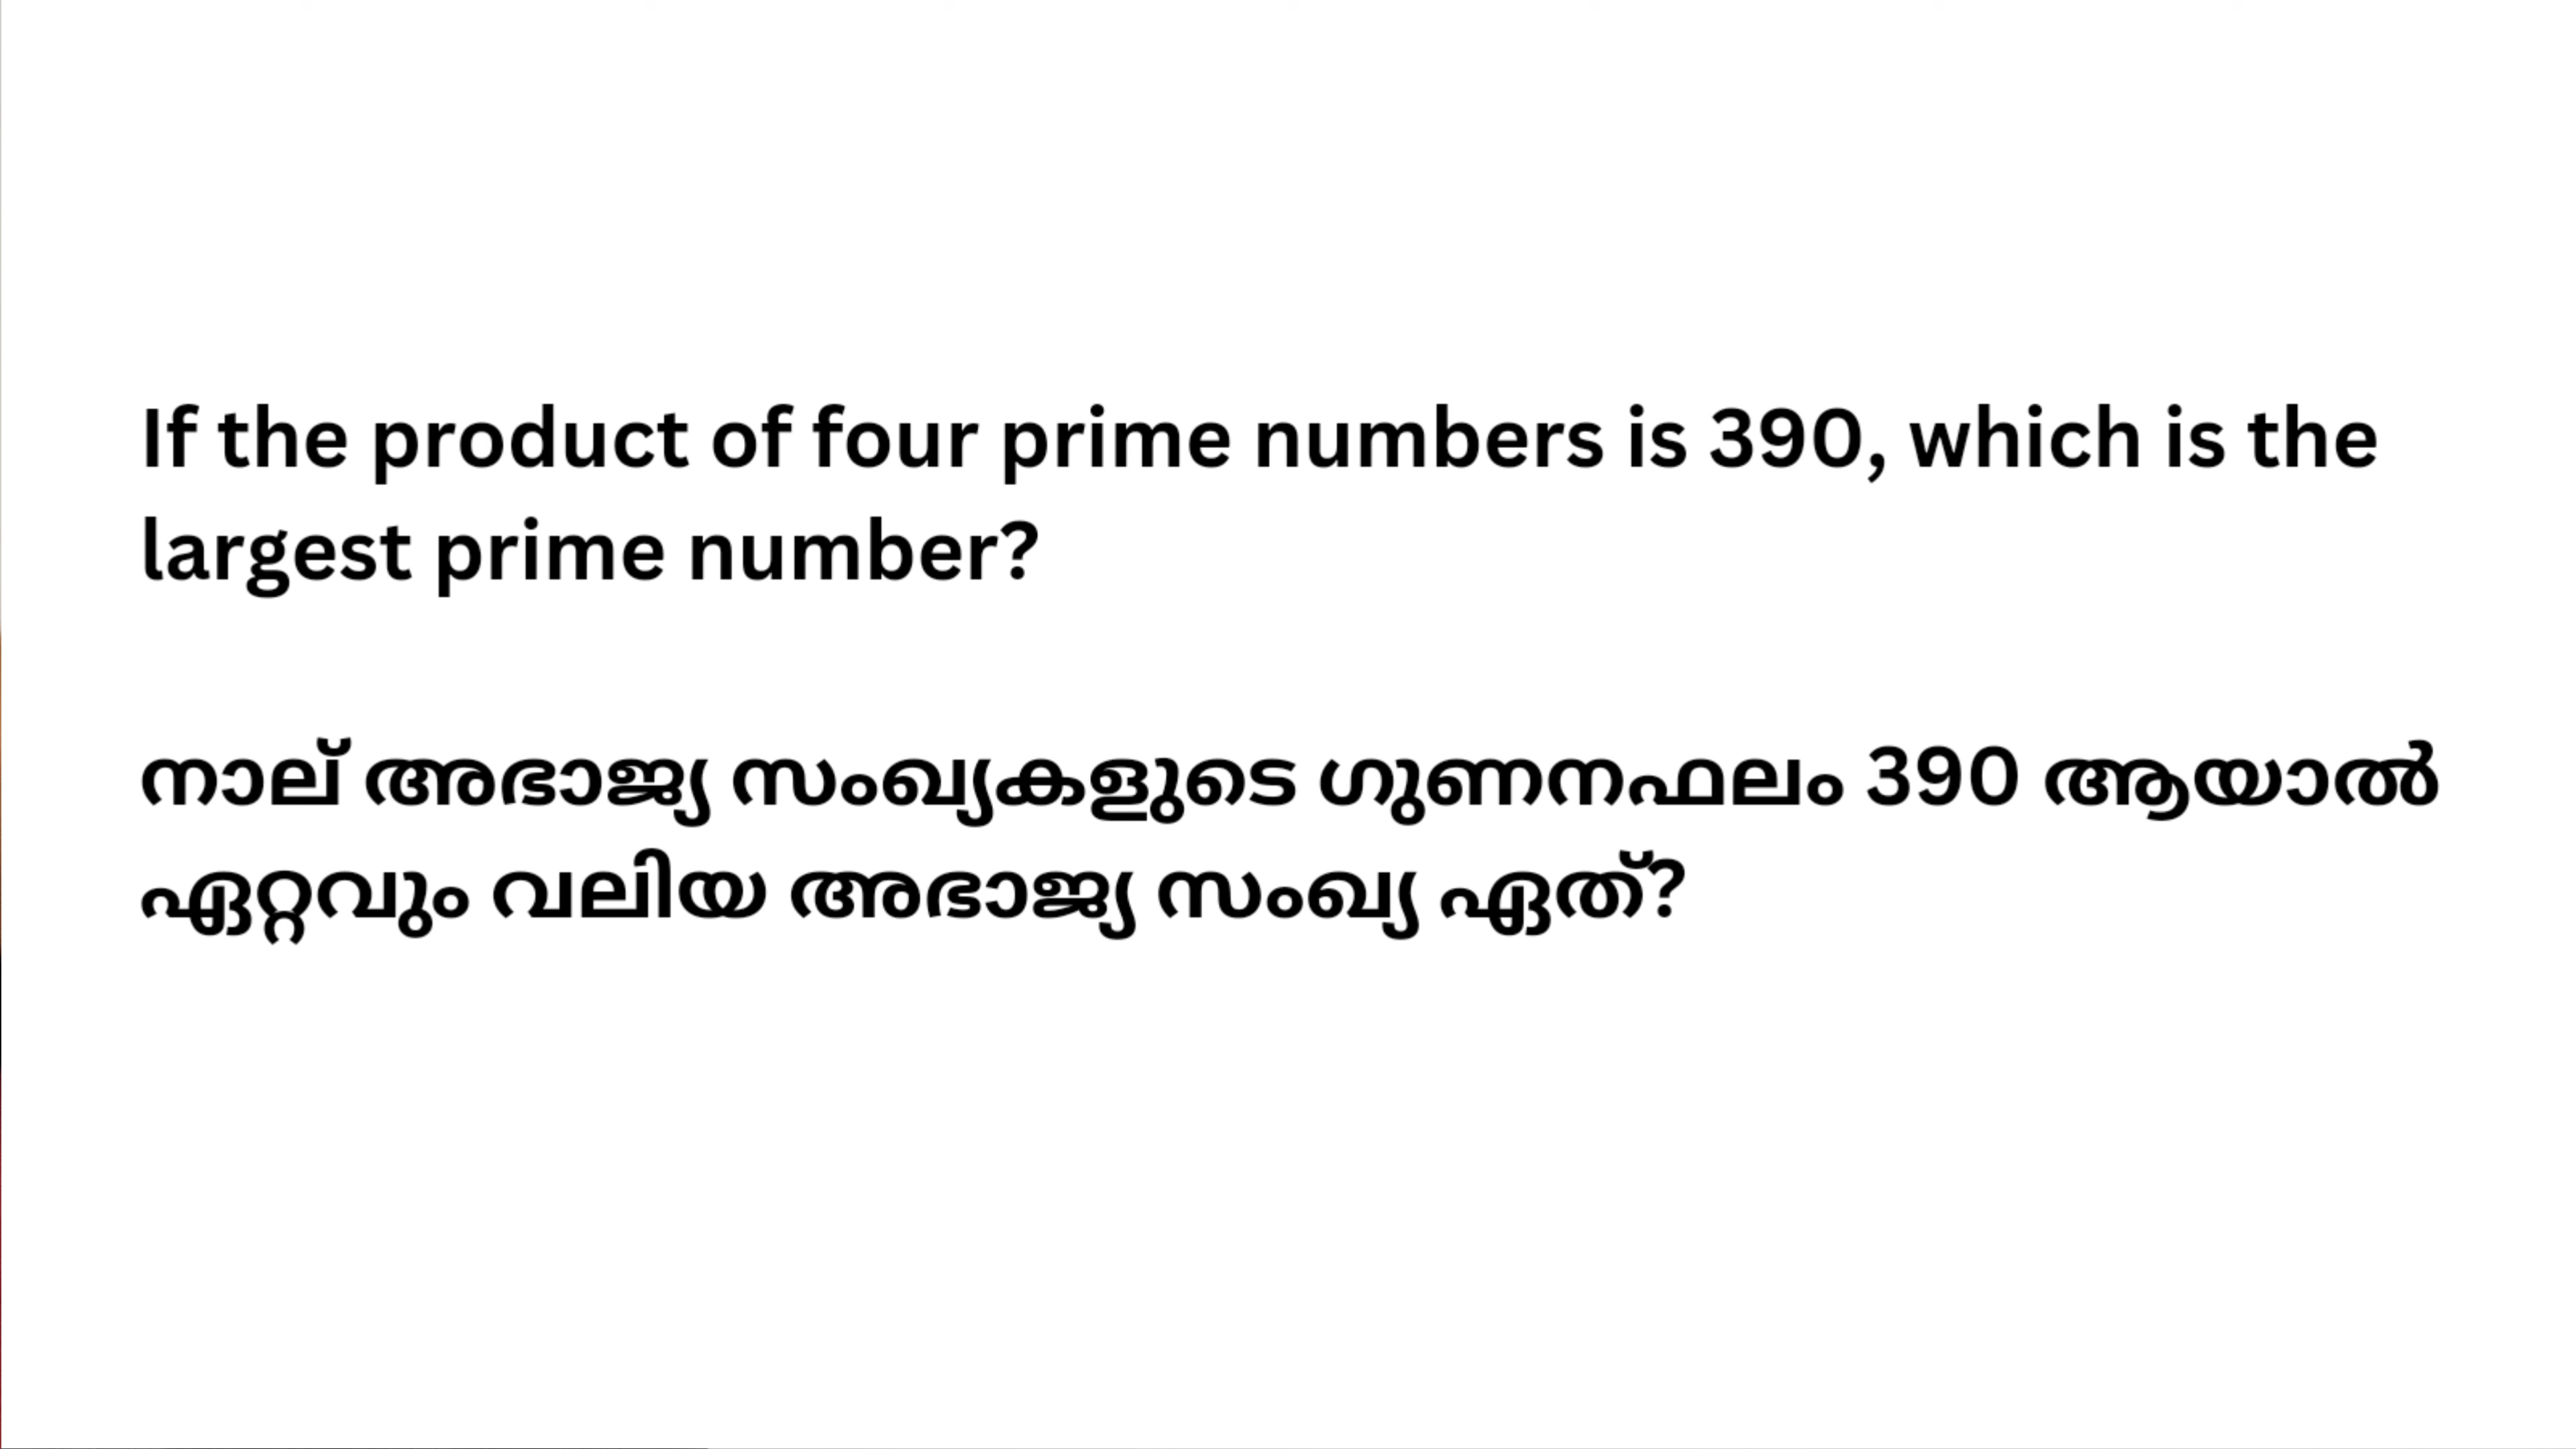 If the product of four prime numbers is 390, which is the
largest prime number?
നാല് അഭാജ്യ സംഖ്യകളുടെ ഗുണനഫലം 390 ആയാൽ
ഏറ്റവും വലിയ അഭാജ്യ സംഖ്യ ഏത്?